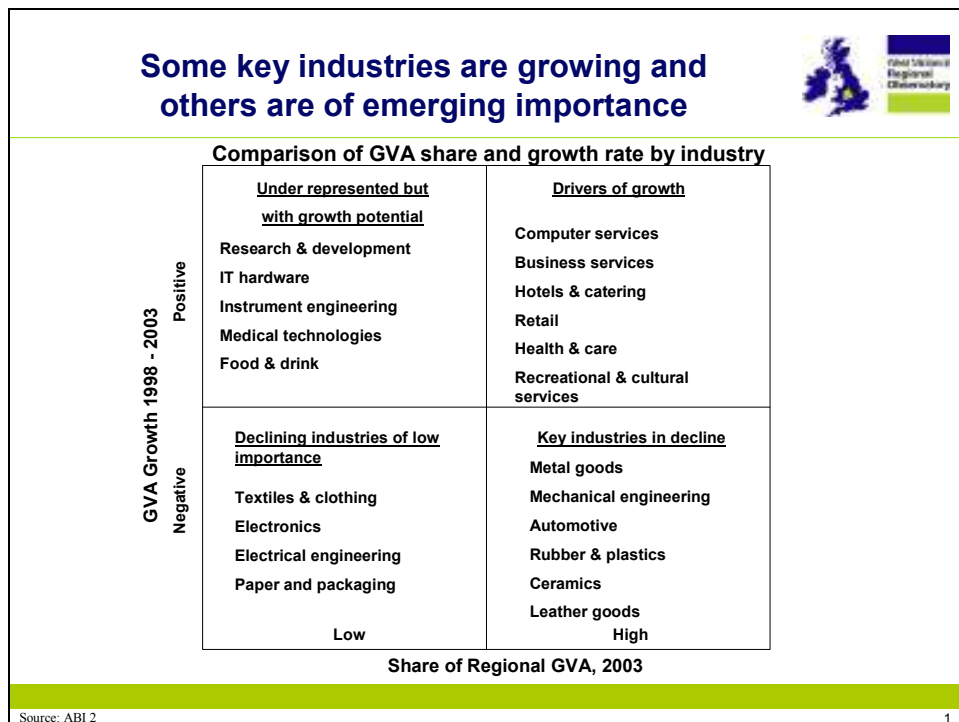 Some key industries are growing and
others are of emerging importance
West Midlands
Regional
Observatory
Comparison of GVA share and growth rate by industry
Under represented but
with growth potential
Research & development
IT hardware
Instrument engineering
Medical technologies
Food & drink
Drivers of growth
Computer services
Business services
Hotels & catering
Retail
Health & care
Recreational & cultural
services
GVA Growth 1998 - 2003
Positive
Negative
Declining industries of low
importance
Textiles & clothing
Electronics
Electrical engineering
Paper and packaging
Low
Key industries in decline
Metal goods
Mechanical engineering
Automotive
Rubber & plastics
Ceramics
Leather goods
High
Share of Regional GVA, 2003
Source: ABI 2
1